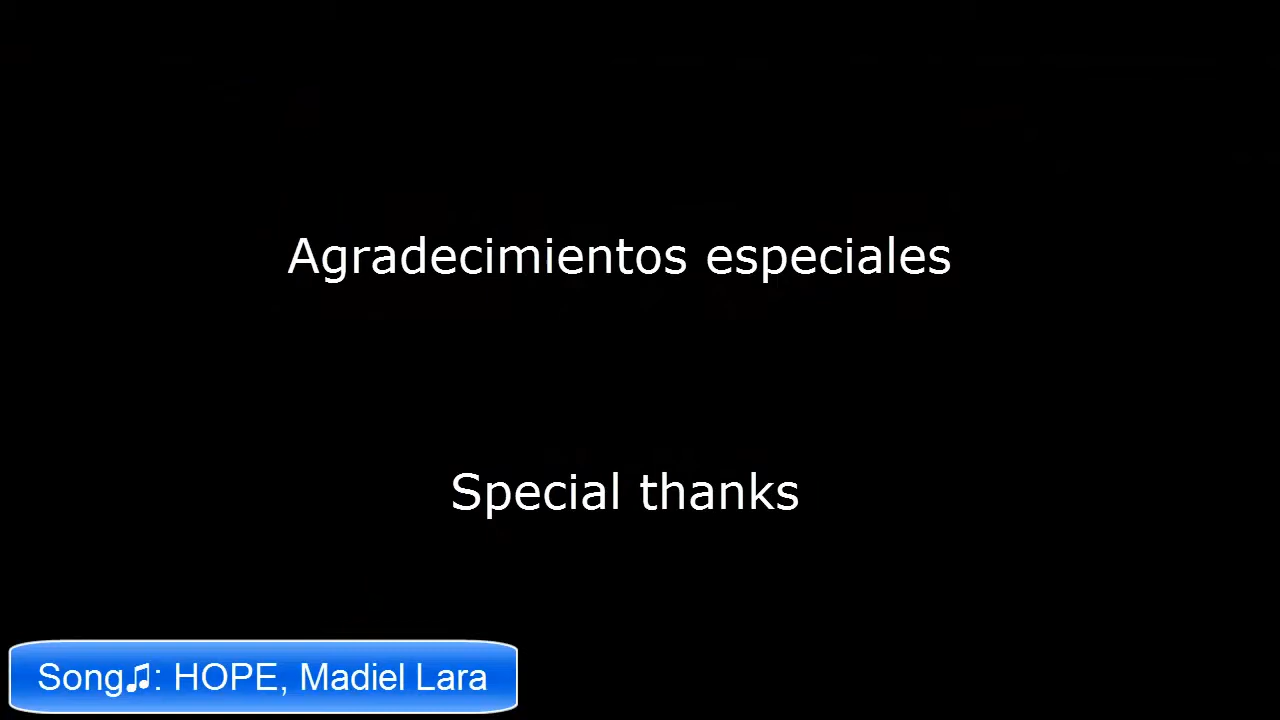 Agradecimientos especiales
Special thanks
Song♫: HOPE, Madiel Lara